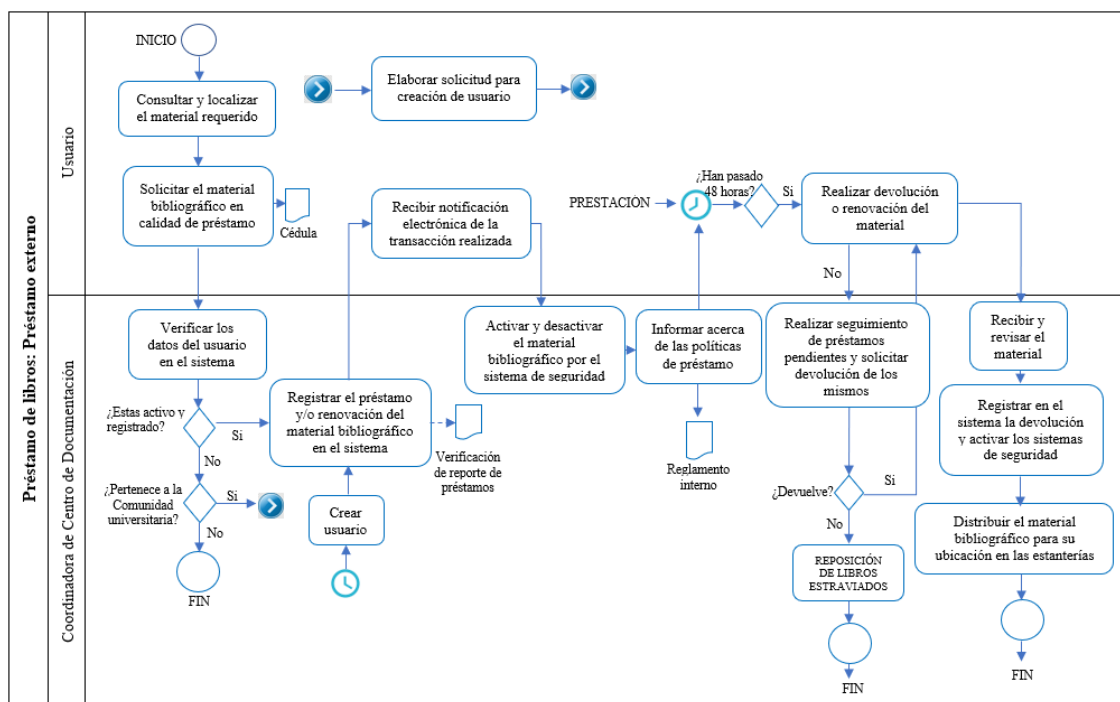 Préstamo de libros: Préstamo externo
Usuario
INICIO
Consultar y localizar
el material requerido
Solicitar el material
bibliográfico en
calidad de préstamo
Cédula
Elaborar solicitud para
creación de usuario
Recibir notificación
electrónica de la
transacción realizada
PRESTACIÓN
¿Han pasado
48 horas?
Si
Realizar devolución
o renovación del
material
No
Coordinadora de Centro de Documentación
Verificar los
datos del usuario
en el sistema
¿Estas activo y
registrado?
Si
No
¿Pertenece a la
Comunidad
universitaria?
Si
No
FIN
Registrar el préstamo
y/o renovación del
material bibliográfico
en el sistema
Verificación
de reporte de
préstamos
Crear
usuario
Activar y desactivar
el material
bibliográfico por el
sistema de seguridad
Informar acerca
de las políticas de
préstamo
Reglamento
interno
Realizar seguimiento
de préstamos
pendientes y solicitar
devolución de los
mismos
¿Devuelve?
Si
No
REPOSICIÓN
DE LIBROS
ESTRAVIADOS
FIN
Recibir y
revisar el
material
Registrar en el
sistema la devolución
y activar los sistemas
de seguridad
Distribuir el material
bibliográfico para su
ubicación en las estanterías
FIN